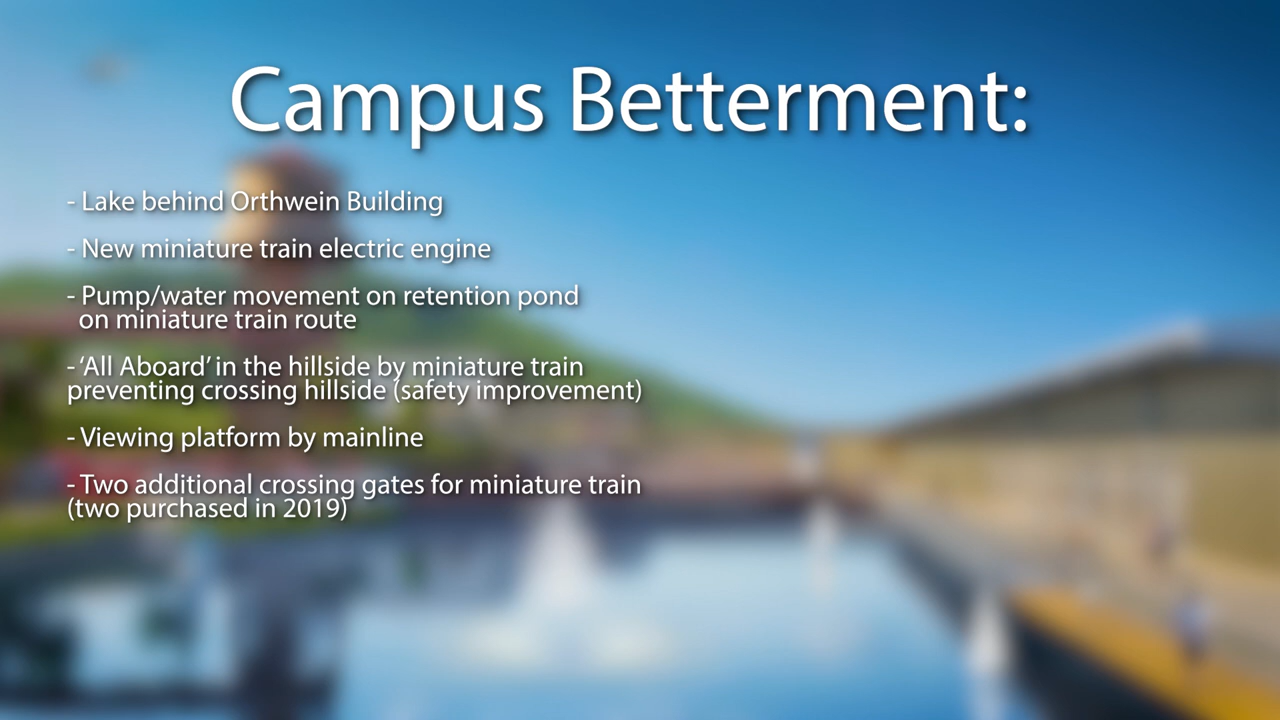 Campus Betterment:
- Lake behind Orthwein Building
- New miniature train electric engine
- Pump/water movement on retention pond
on miniature train route
- ‘All Aboard’ in the hillside by miniature train
preventing crossing hillside (safety improvement)
- Viewing platform by mainline
- Two additional crossing gates for miniature train
(two purchased in 2019)